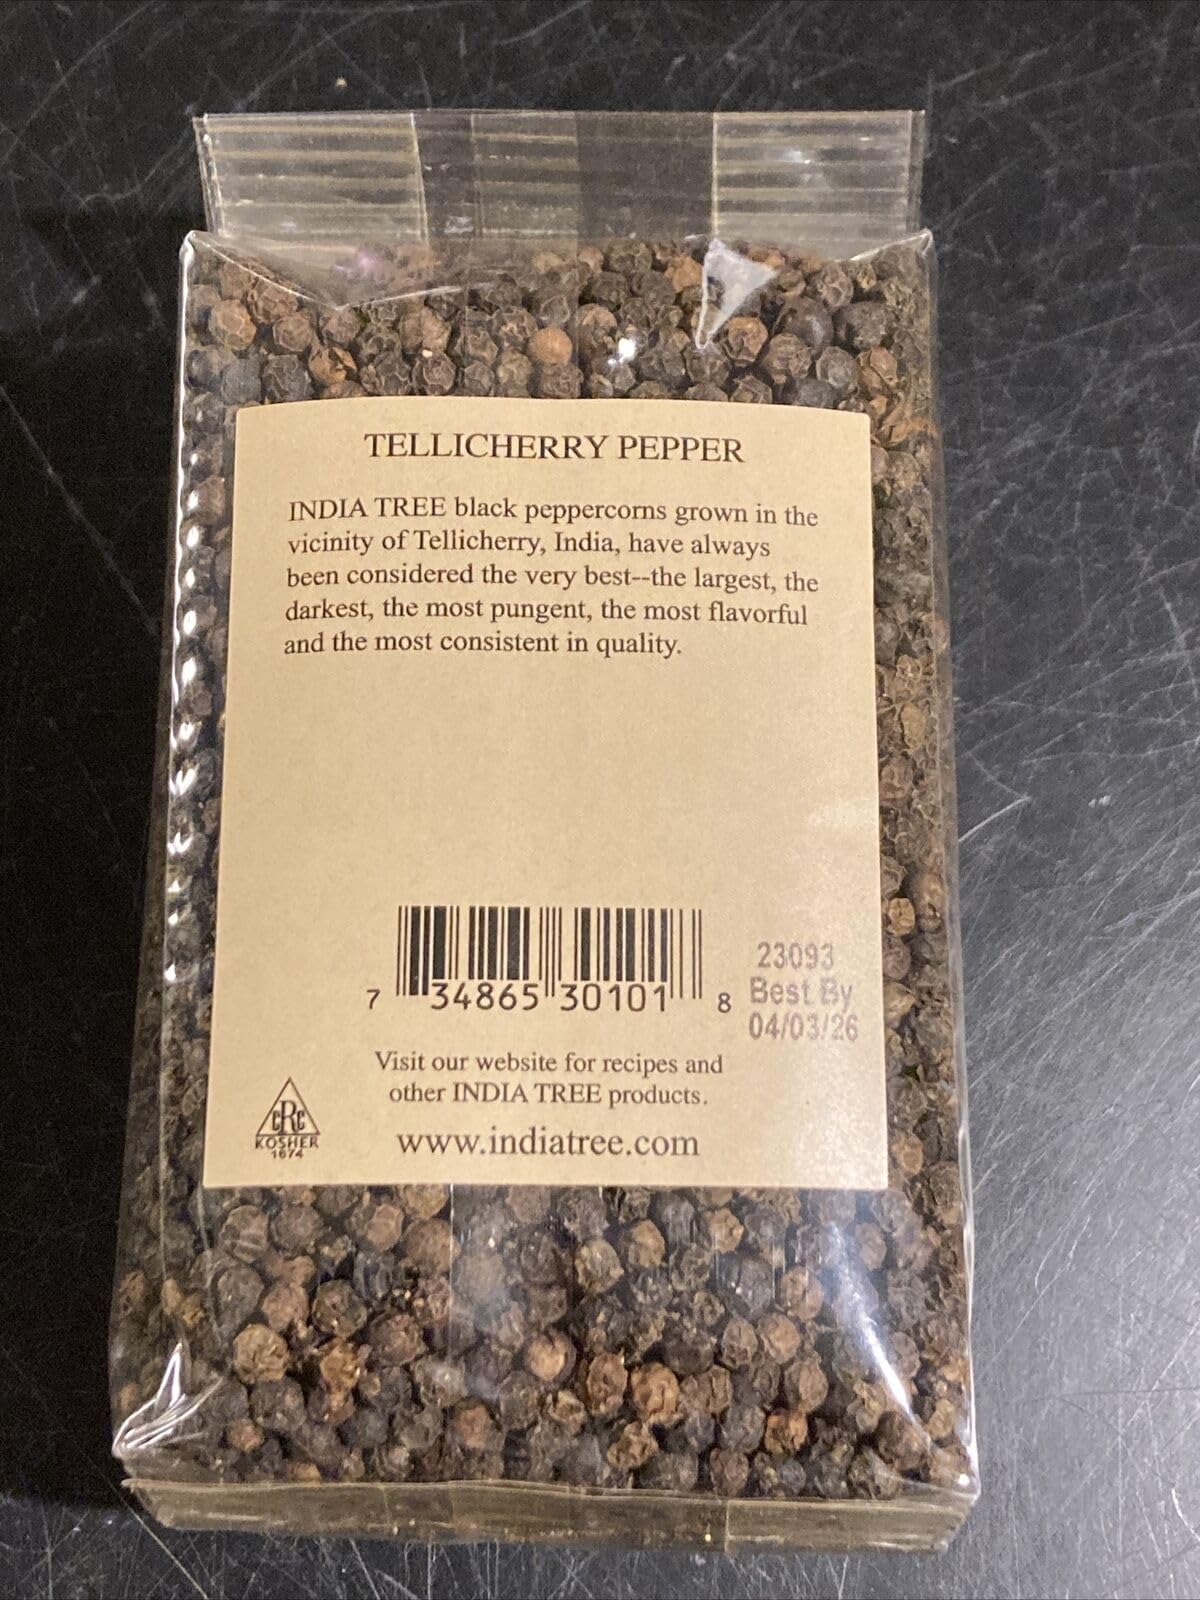 TELLICHERRY PEPPER
INDIA TREE black peppercorns grown in the
vicinity of Tellicherry, India, have always
been considered the very best--the largest, the
darkest, the most pungent, the most flavorful
and the most consistent in quality.
7 34865 30101 8
23093
Best By
04/03/26
Visit our website for recipes and
other INDIA TREE products.
www.indiatree.com
cRc
KOSHER
1674